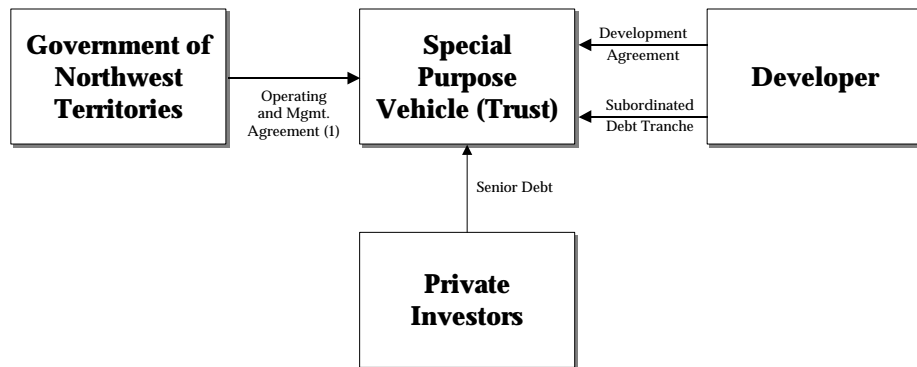 Government of
Northwest
Territories
Operating
and Mgmt.
Agreement (1)
Special
Purpose
Vehicle (Trust)
Development
Agreement
Subordinated
Debt Tranche
Developer
Senior Debt
Private
Investors